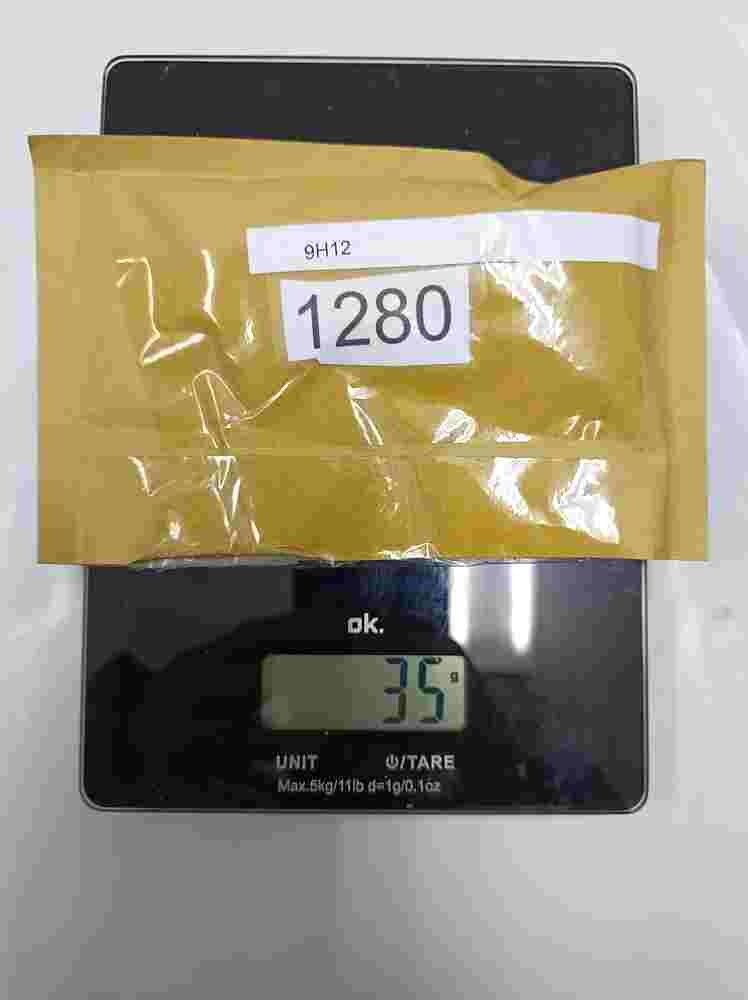 9H12
1280
ok.
35 g
UNIT ⏻/TARE
Max.5kg/11lb d=1g/0.1oz